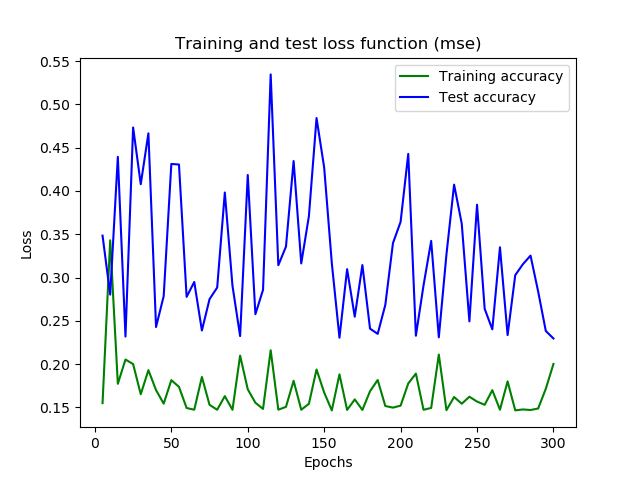 Training and test loss function (mse)
Training accuracy
Test accuracy
0.55
0.50
0.45
0.40
0.35
0.30
0.25
0.20
0.15
Loss
0 50 100 150 200 250 300
Epochs